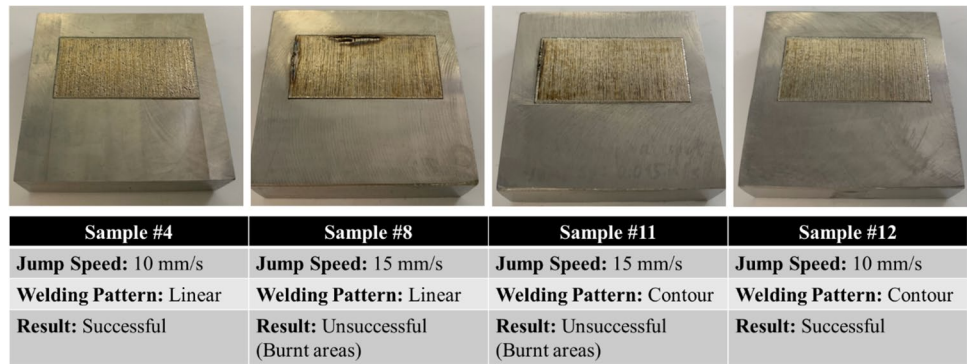 Sample #4 Sample #8 Sample #11 Sample #12
Jump Speed: 10 mm/s Jump Speed: 15 mm/s Jump Speed: 15 mm/s Jump Speed: 10 mm/s
Welding Pattern: Linear Welding Pattern: Linear Welding Pattern: Contour Welding Pattern: Contour
Result: Successful Result: Unsuccessful Result: Unsuccessful Result: Successful
(Burnt areas) (Burnt areas)